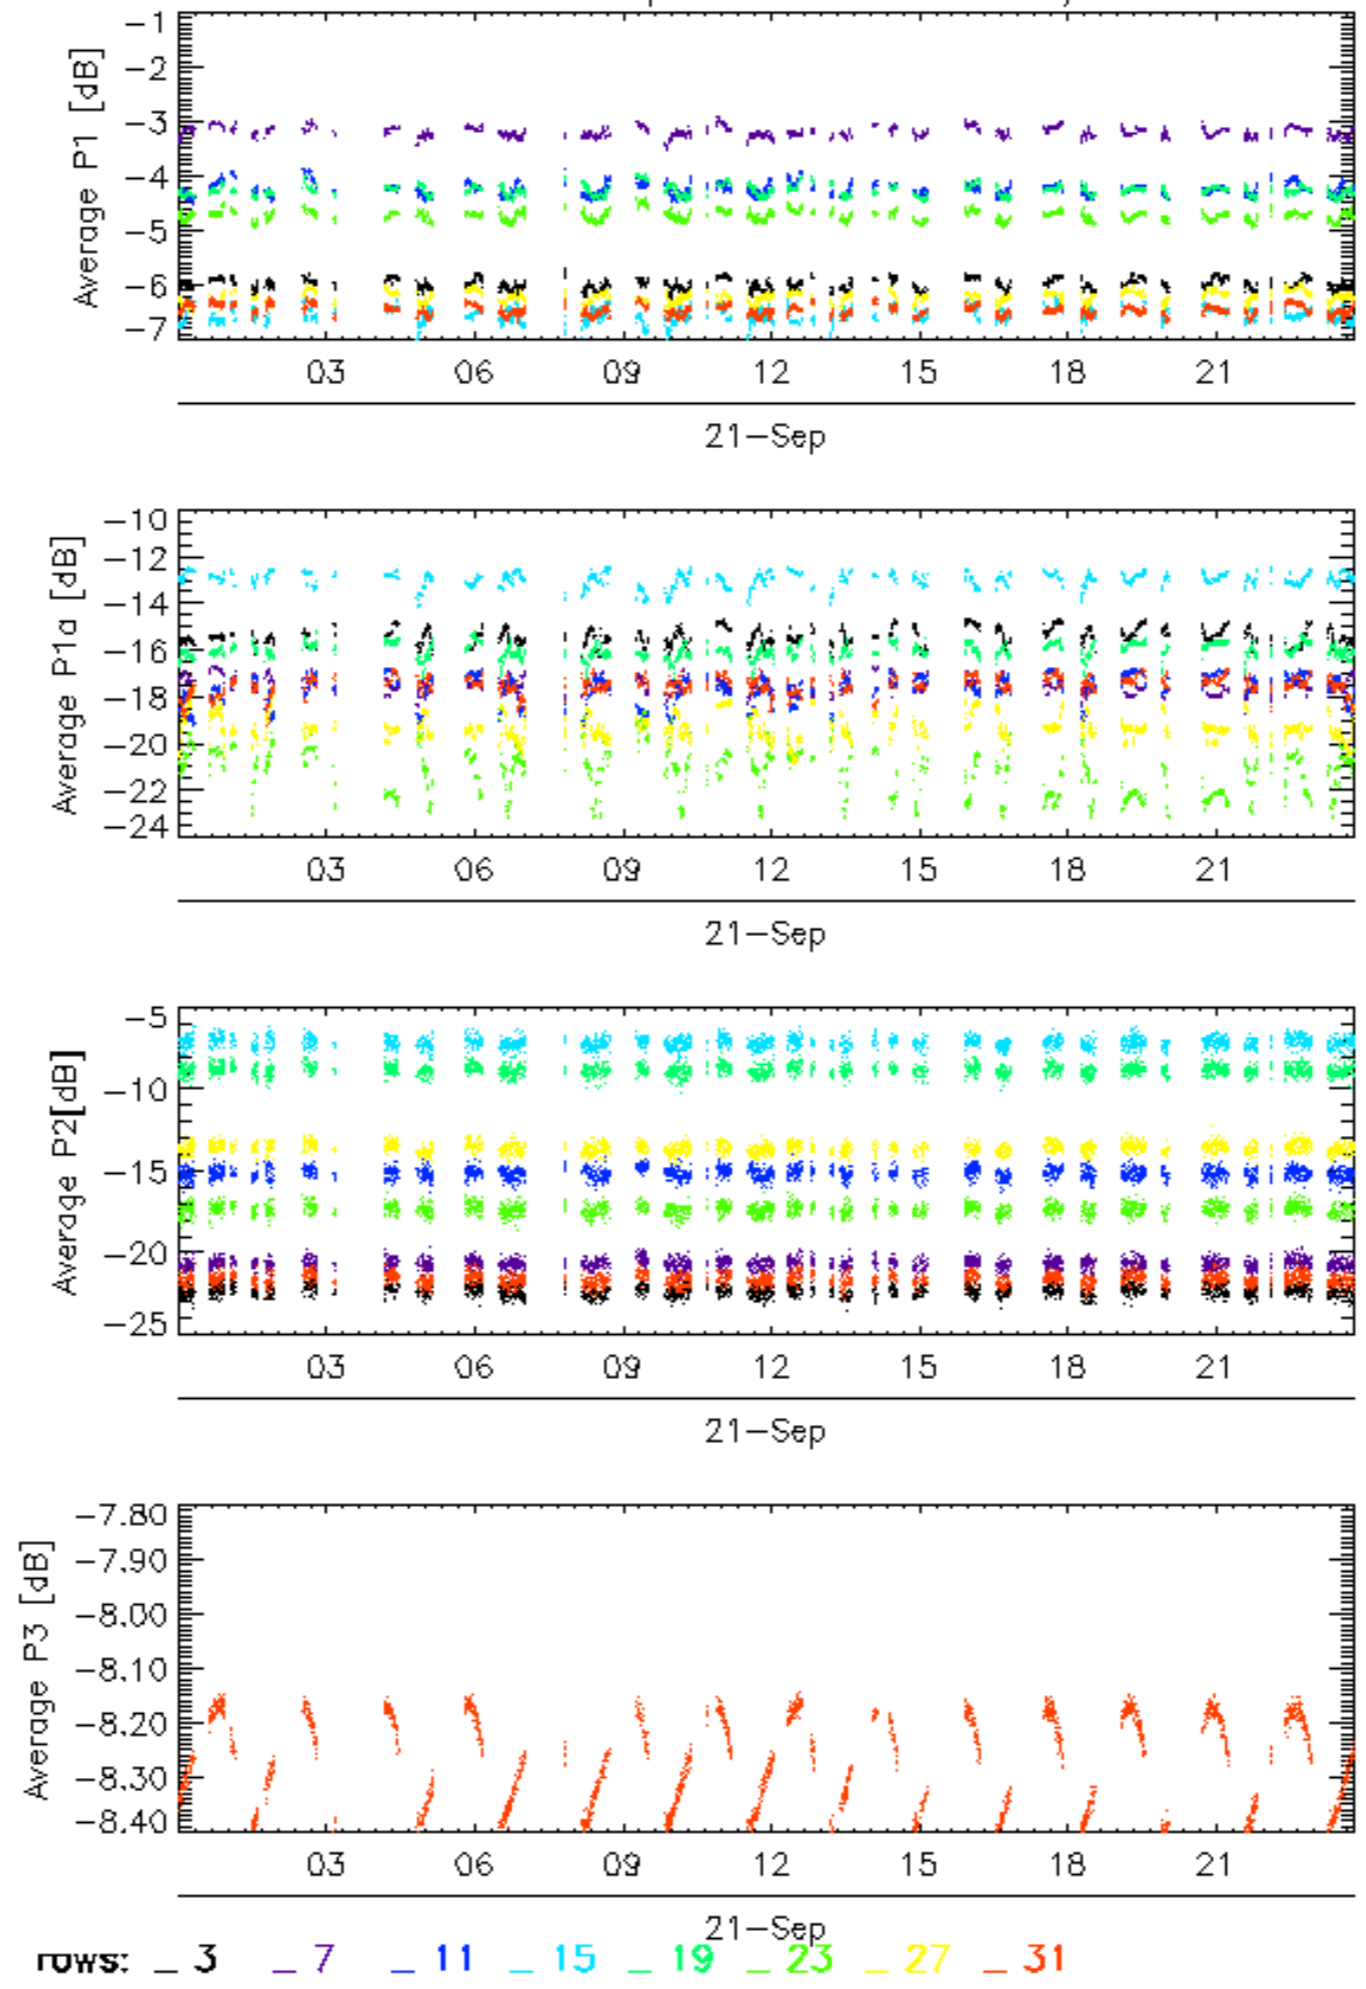 Average P1 [dB]
-1
-2
-3
-4
-5
-6
-7
03 06 09 12 15 18 21
21-Sep
Average P1a [dB]
-10
-12
-14
-16
-18
-20
-22
-24
03 06 09 12 15 18 21
21-Sep
Average P2[dB]
-5
-10
-15
-20
-25
03 06 09 12 15 18 21
21-Sep
Average P3 [dB]
-7.80
-7.90
-8.00
-8.10
-8.20
-8.30
-8.40
03 06 09 12 15 18 21
21-Sep
rows: _ 3 _ 7 _ 11 _ 15 _ 19 _ 23 _ 27 _ 31